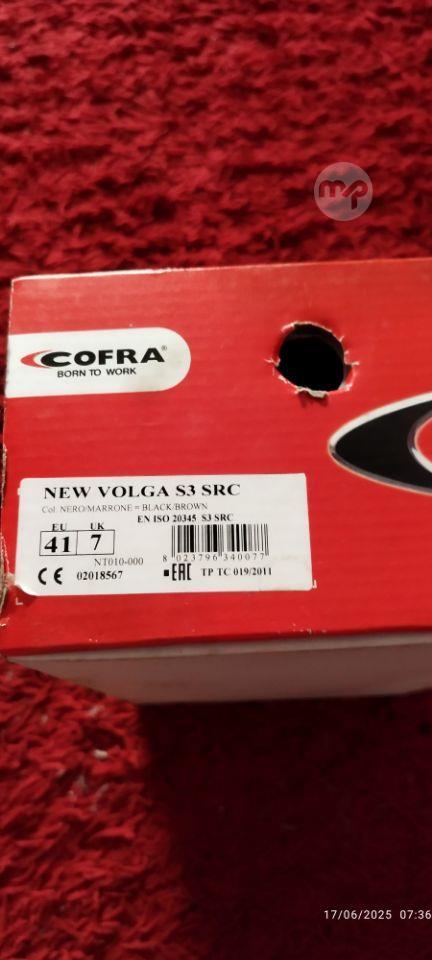 mp
COFRA®
BORN TO WORK
NEW VOLGA S3 SRC
Col. NERO/MARRONE = BLACK/BROWN
EN ISO 20345 S3 SRC
EU UK
41 7
NT010-000
8 023796 340077
CE 02018567 EAC TP TC 019/2011
17/06/2025 07:36